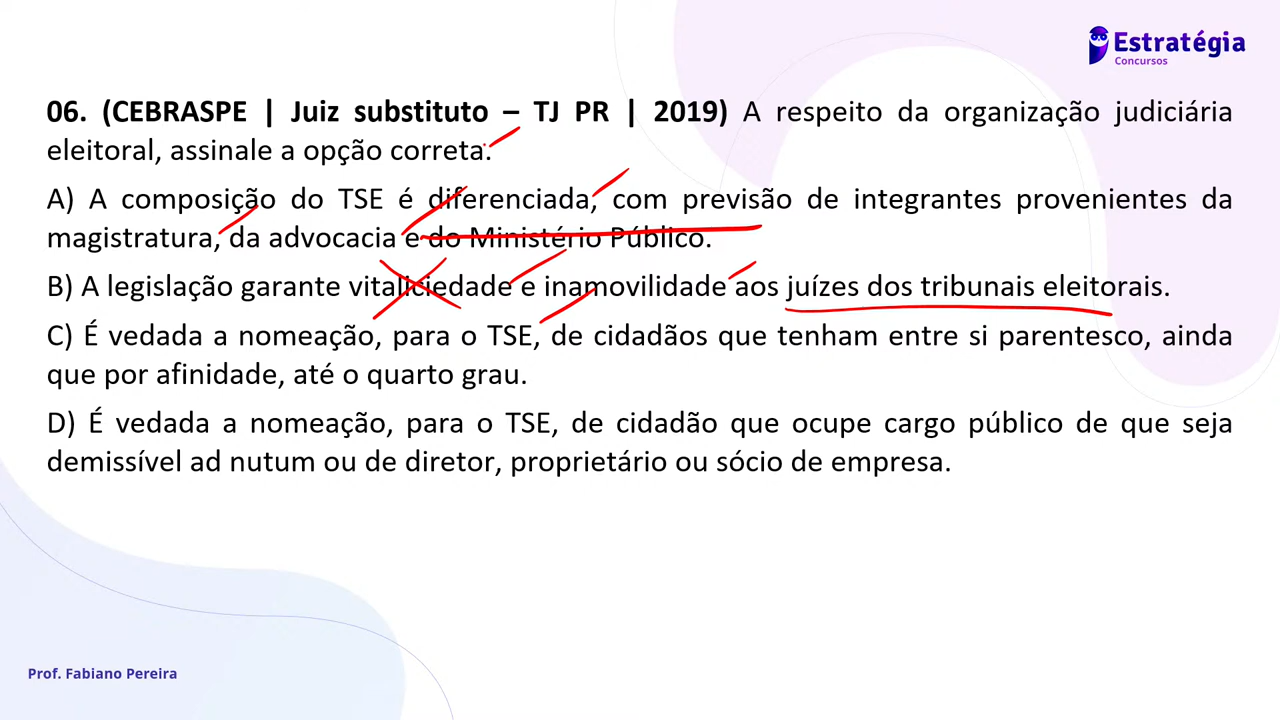 Estratégia
Concursos
06. (CEBRASPE | Juiz substituto – TJ PR | 2019) A respeito da organização judiciária
eleitoral, assinale a opção correta.
A) A composição do TSE é diferenciada, com previsão de integrantes provenientes da
magistratura, da advocacia e do Ministério Público.
B) A legislação garante vitaliciedade e inamovilidade aos juízes dos tribunais eleitorais.
C) É vedada a nomeação, para o TSE, de cidadãos que tenham entre si parentesco, ainda
que por afinidade, até o quarto grau.
D) É vedada a nomeação, para o TSE, de cidadão que ocupe cargo público de que seja
demissível ad nutum ou de diretor, proprietário ou sócio de empresa.
Prof. Fabiano Pereira